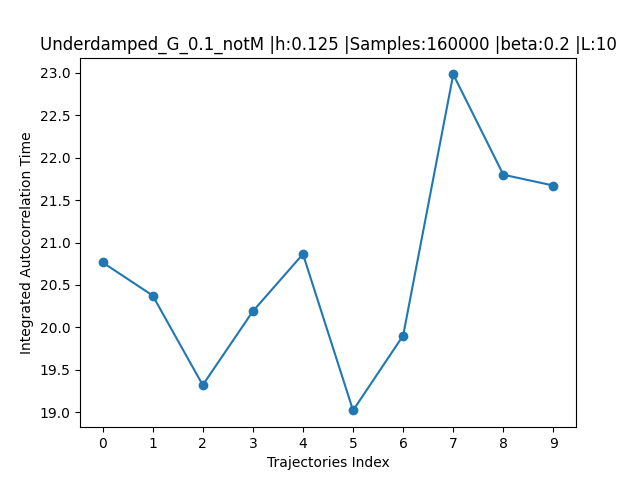 Underdamped_G_0.1_notM |h:0.125 |Samples:160000 |beta:0.2 |L:10
23.0
22.5
22.0
21.5
21.0
20.5
20.0
19.5
19.0
Integrated Autocorrelation Time
0 1 2 3 4 5 6 7 8 9
Trajectories Index